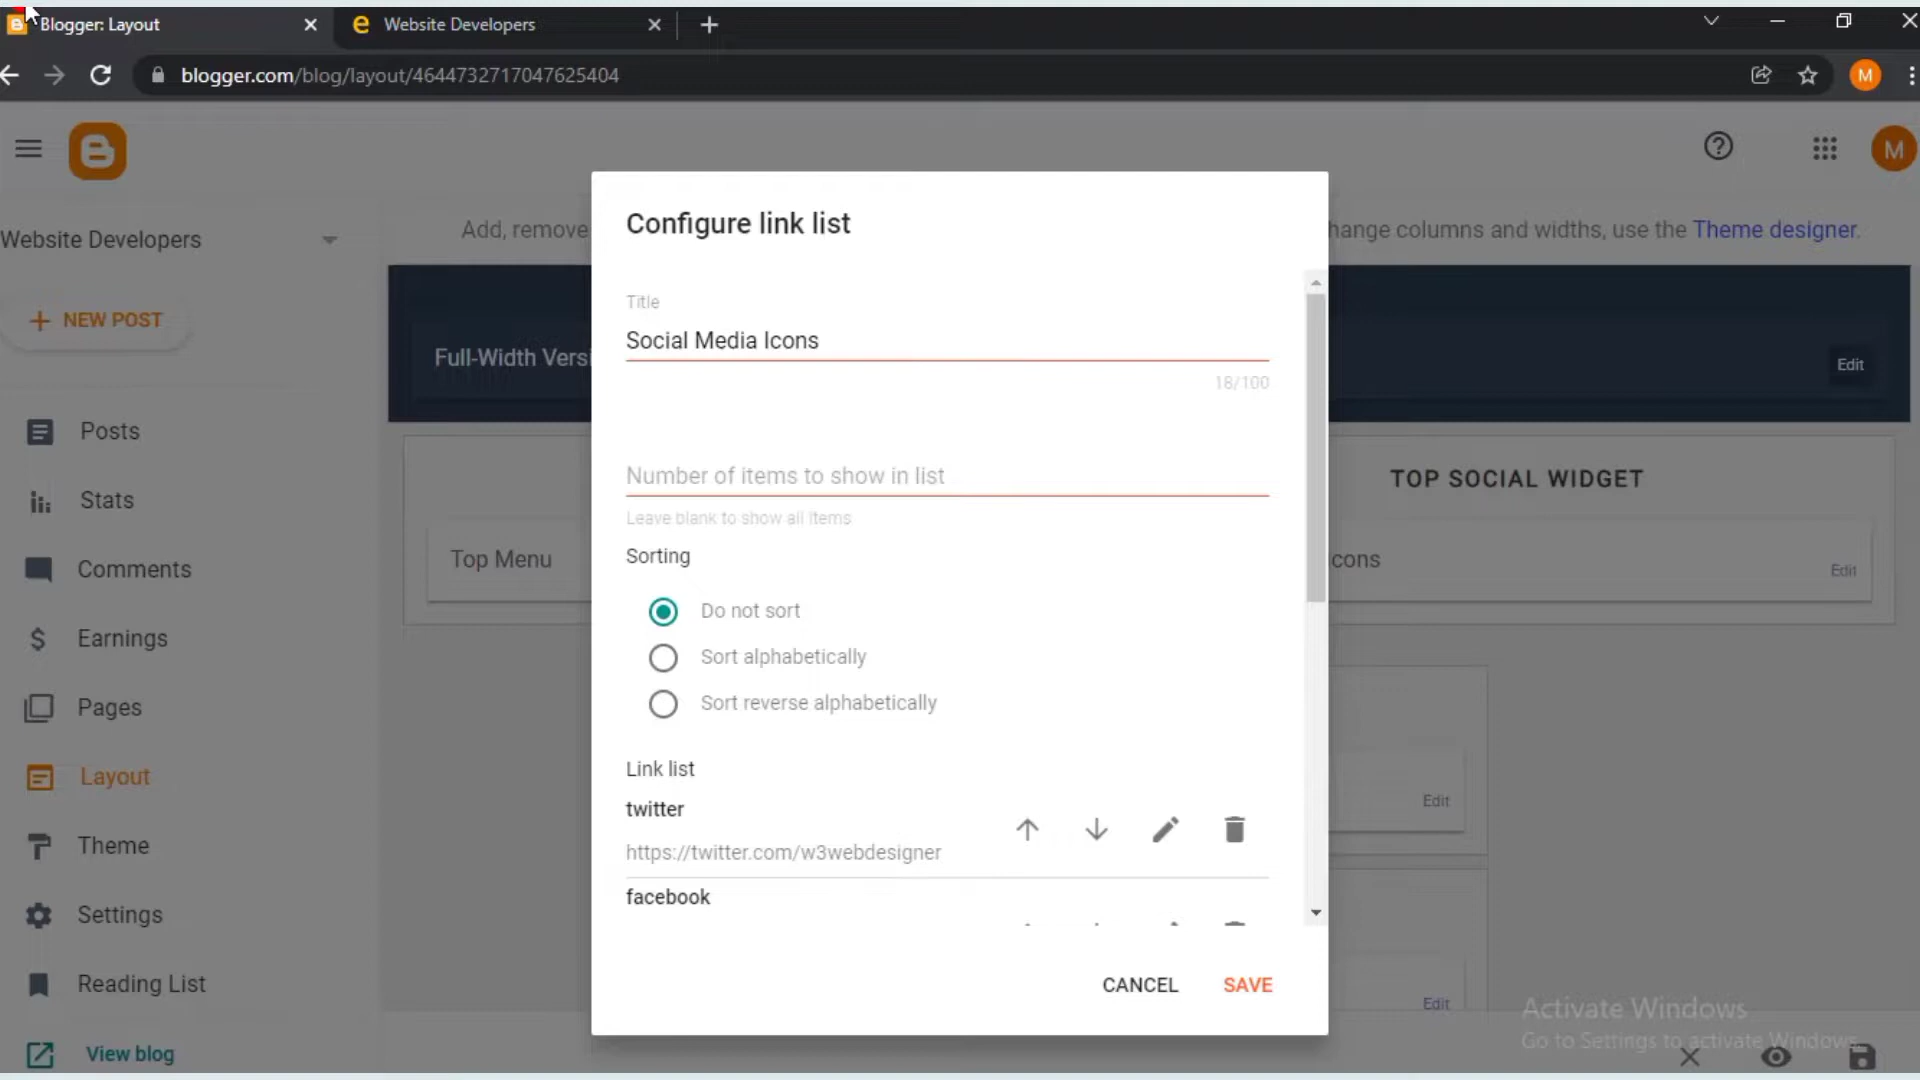 Blogger: Layout
Website Developers
blogger.com/blog/layout/4644732717047625404
M
M
Website Developers
Add, remove
hange columns and widths, use the Theme designer.
NEW POST
Full-Width Versi
Edit
Posts
Stats
Comments
Earnings
Pages
Layout
Theme
Settings
Reading List
View blog
TOP SOCIAL WIDGET
Top Menu
cons
Edit
Edit
Edit
Configure link list
Title
Social Media Icons
18/100
Number of items to show in list
Leave blank to show all items
Sorting
Do not sort
Sort alphabetically
Sort reverse alphabetically
Link list
twitter
https://twitter.com/w3webdesigner
facebook
CANCEL
SAVE
Activate Windows
Go to Settings to activate Windows.